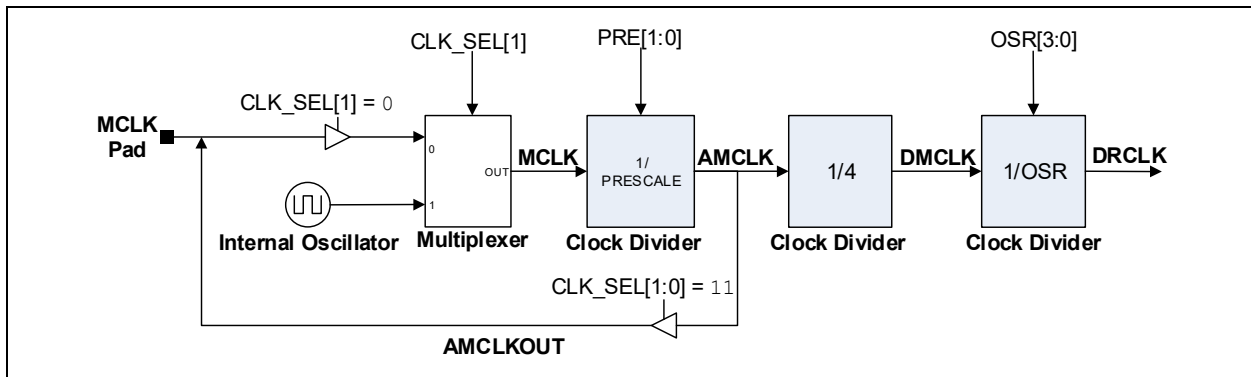 CLK_SEL[1]
PRE[1:0]
OSR[3:0]
CLK_SEL[1] = 0
MCLK
Pad
0
1
OUT
MCLK
1/
PRESCALE
AMCLK
1/4
DMCLK
1/OSR
DRCLK
Internal Oscillator
Multiplexer
Clock Divider
Clock Divider
Clock Divider
CLK_SEL[1:0] = 11
AMCLKOUT